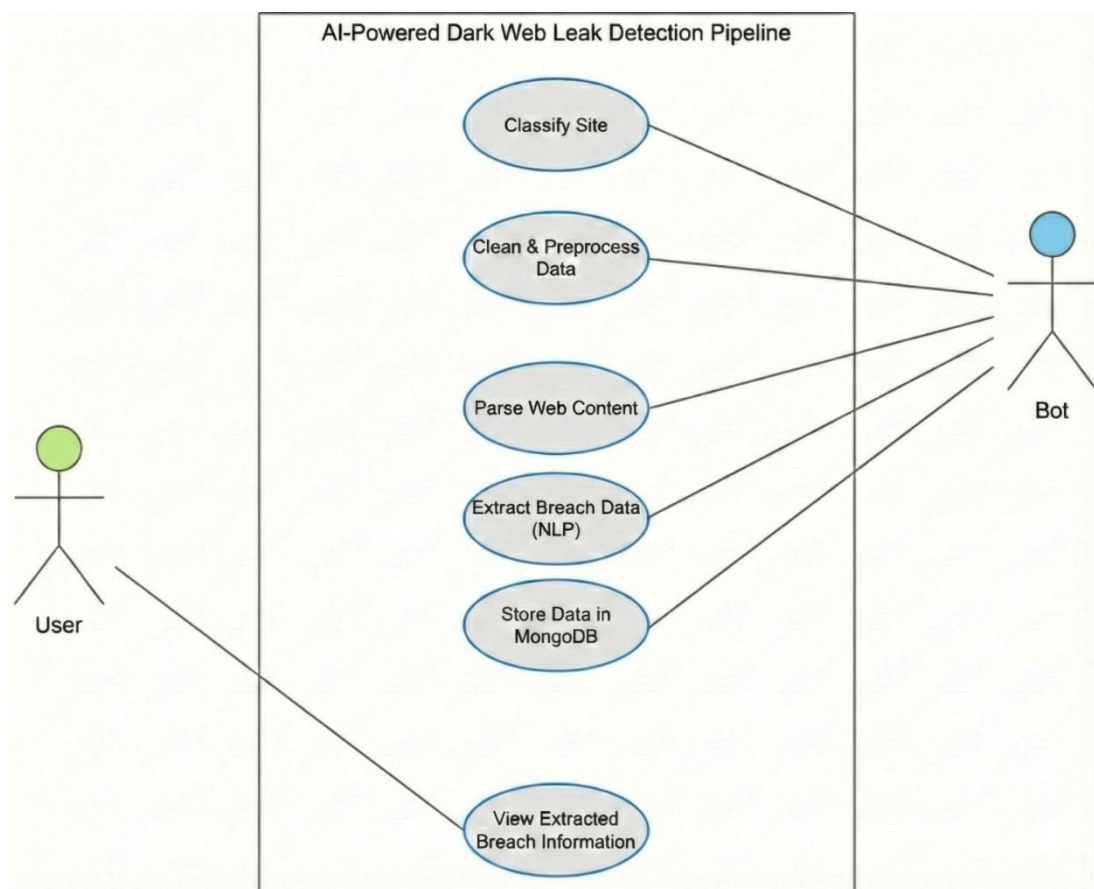 AI-Powered Dark Web Leak Detection Pipeline
Classify Site
Clean & Preprocess
Data
Parse Web Content
Bot
Extract Breach Data
(NLP)
Store Data in
MongoDB
User
View Extracted
Breach Information